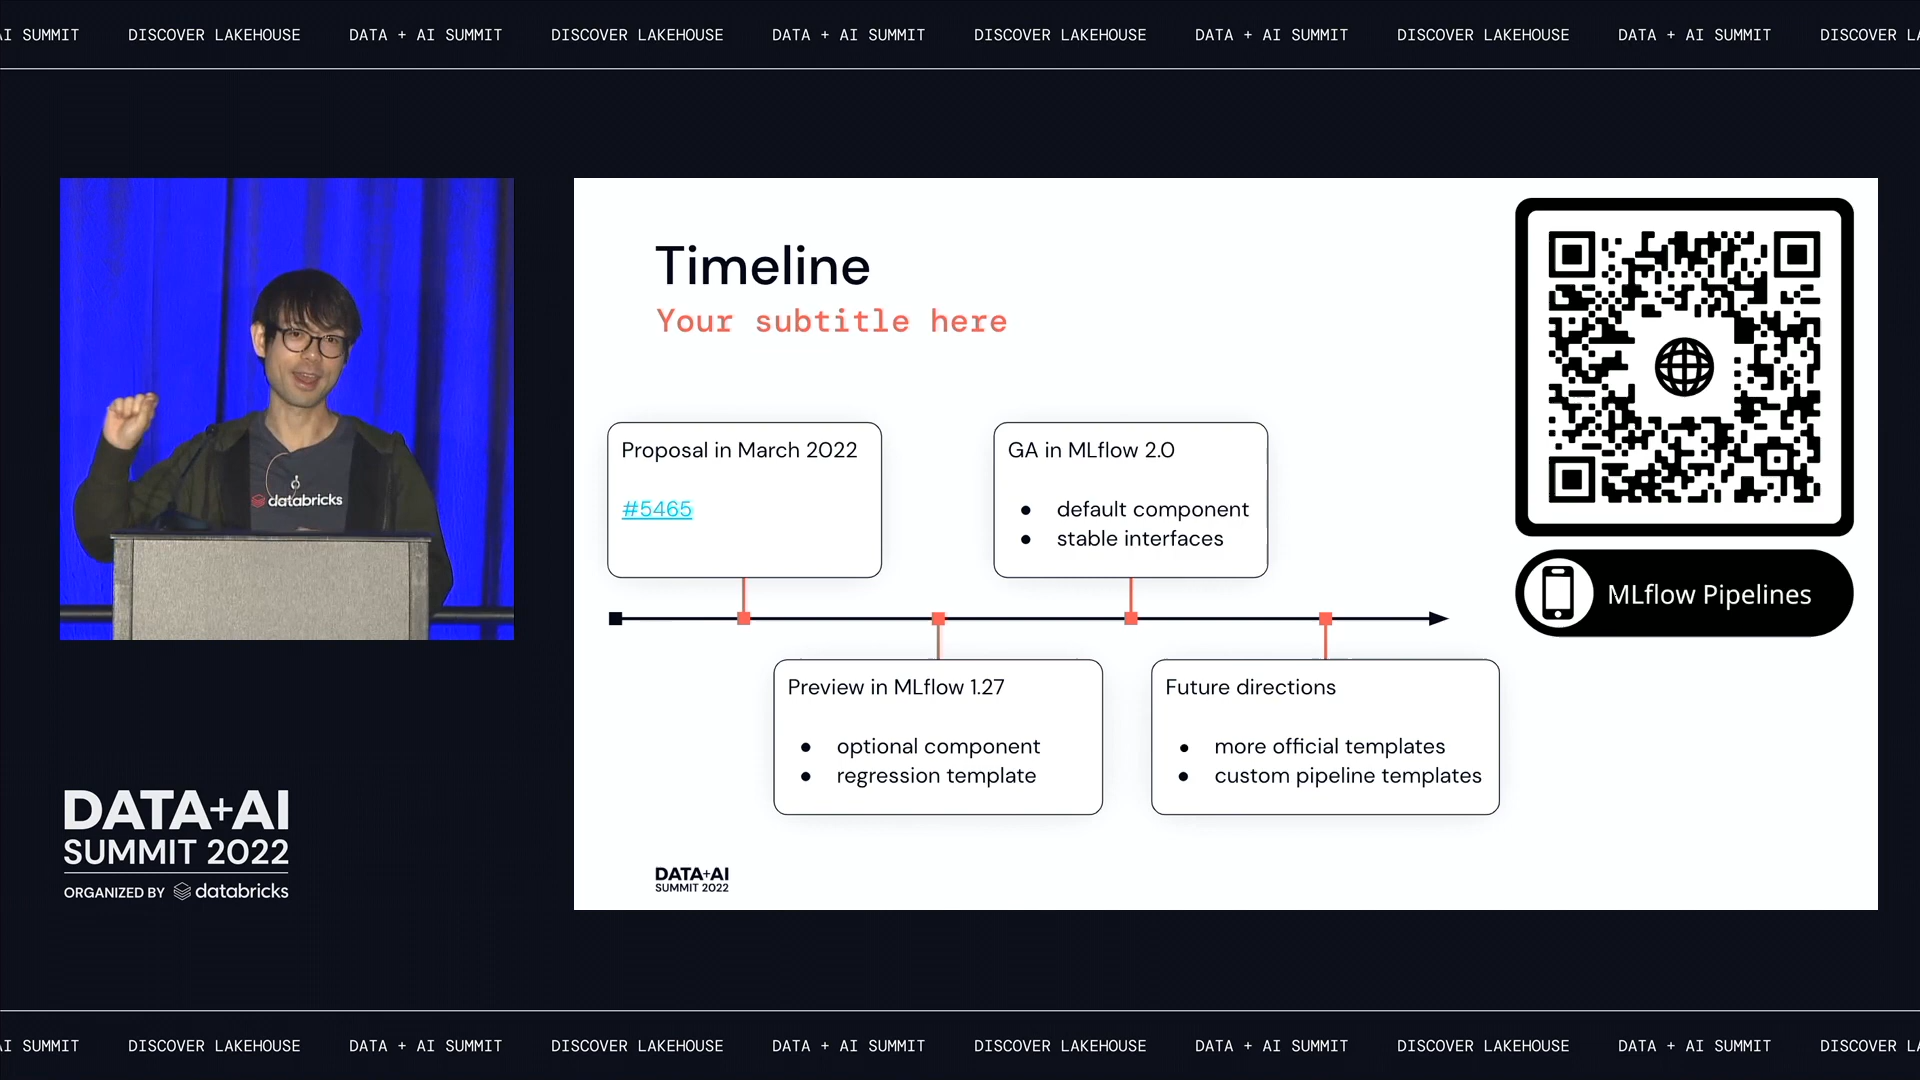 AI SUMMIT DISCOVER LAKEHOUSE DATA + AI SUMMIT DISCOVER LAKEHOUSE DATA + AI SUMMIT DISCOVER LAKEHOUSE DATA + AI SUMMIT DISCOVER LAKEHOUSE DATA + AI SUMMIT DISCOVER LA
databricks
DATA+AI
SUMMIT 2022
ORGANIZED BY databricks
Timeline
Your subtitle here
Proposal in March 2022
#5465
GA in MLflow 2.0
● default component
● stable interfaces
Preview in MLflow 1.27
● optional component
● regression template
Future directions
● more official templates
● custom pipeline templates
MLflow Pipelines
DATA+AI
SUMMIT 2022
AI SUMMIT DISCOVER LAKEHOUSE DATA + AI SUMMIT DISCOVER LAKEHOUSE DATA + AI SUMMIT DISCOVER LAKEHOUSE DATA + AI SUMMIT DISCOVER LAKEHOUSE DATA + AI SUMMIT DISCOVER LA